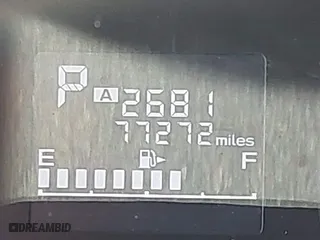 P A 2681
77272 miles
E F
DREAMBID